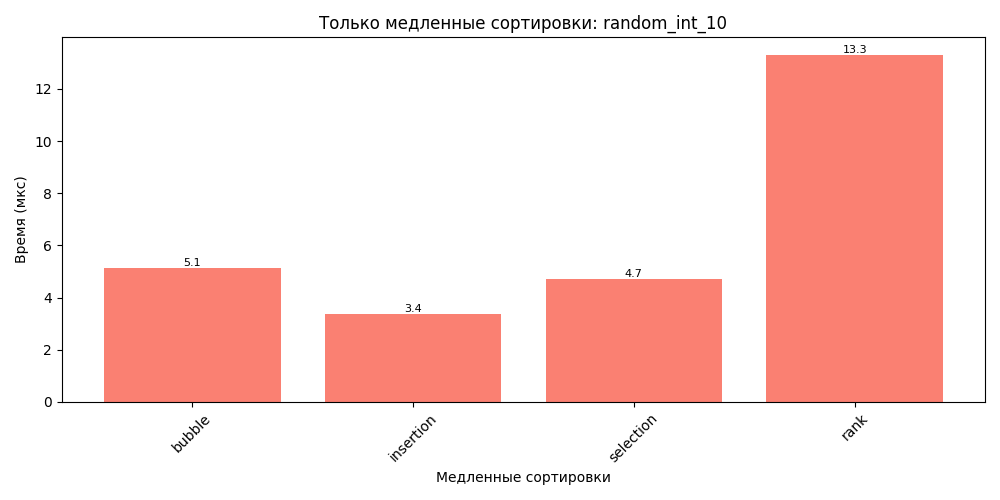 Только медленные сортировки: random_int_10
Время (мкс)
12
10
8
6
4
2
0
5.1
3.4
4.7
13.3
bubble
insertion
selection
rank
Медленные сортировки